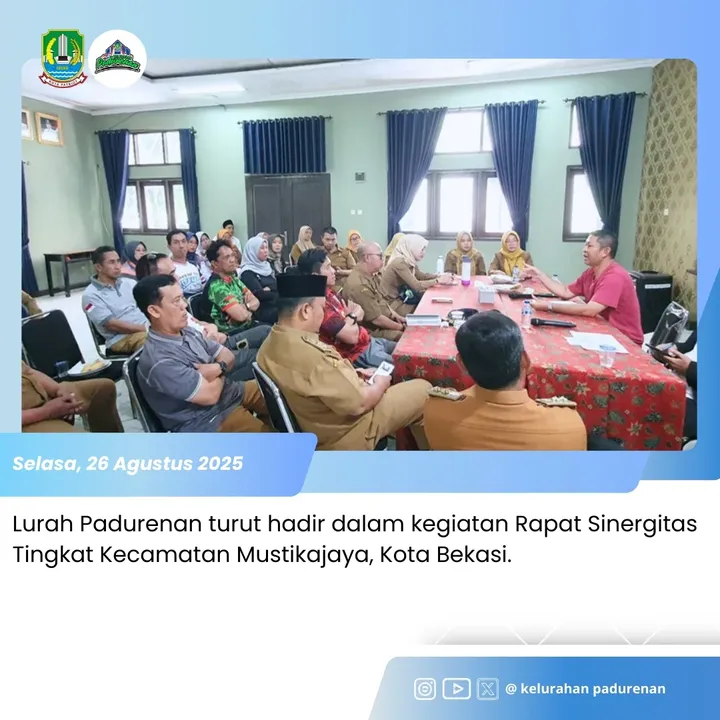 Selasa, 26 Agustus 2025
Lurah Padurenan turut hadir dalam kegiatan Rapat Sinergitas
Tingkat Kecamatan Mustikajaya, Kota Bekasi.
@ kelurahan padurenan